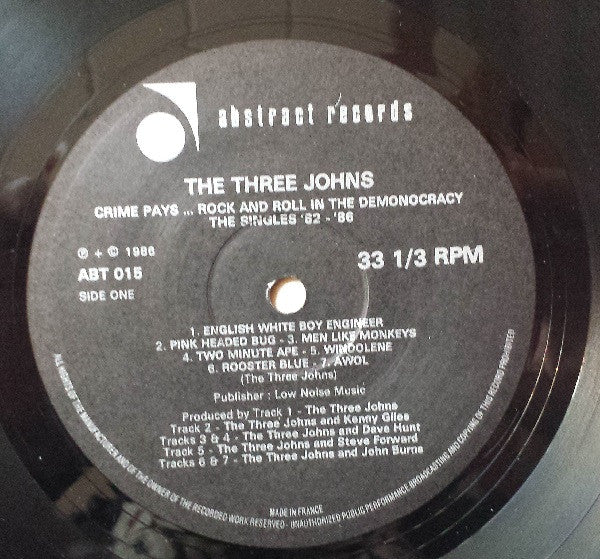 abstract records
THE THREE JOHNS
CRIME PAYS ... ROCK AND ROLL IN THE DEMONOCRACY
THE SINGLES '82 - '86
℗ + © 1986
ABT 015
SIDE ONE
33 1/3 RPM
1. ENGLISH WHITE BOY ENGINEER
2. PINK HEADED BUG - 3. MEN LIKE MONKEYS
4. TWO MINUTE APE - 5. WINDOLENE
6. ROOSTER BLUE - 7. AWOL
(The Three Johns)
Publisher : Low Noise Music
Produced by Track 1 - The Three Johns
Track 2 - The Three Johns and Kenny Giles
Tracks 3 & 4 - The Three Johns and Dave Hunt
Track 5 - The Three Johns and Steve Forward
Tracks 6 & 7 - The Three Johns and John Burns
MADE IN FRANCE
ALL RIGHTS OF THE MANUFACTURER AND OF THE OWNER OF THE RECORDED WORK RESERVED - UNAUTHORIZED PUBLIC PERFORMANCE, BROADCASTING AND COPYING OF THIS RECORD PROHIBITED